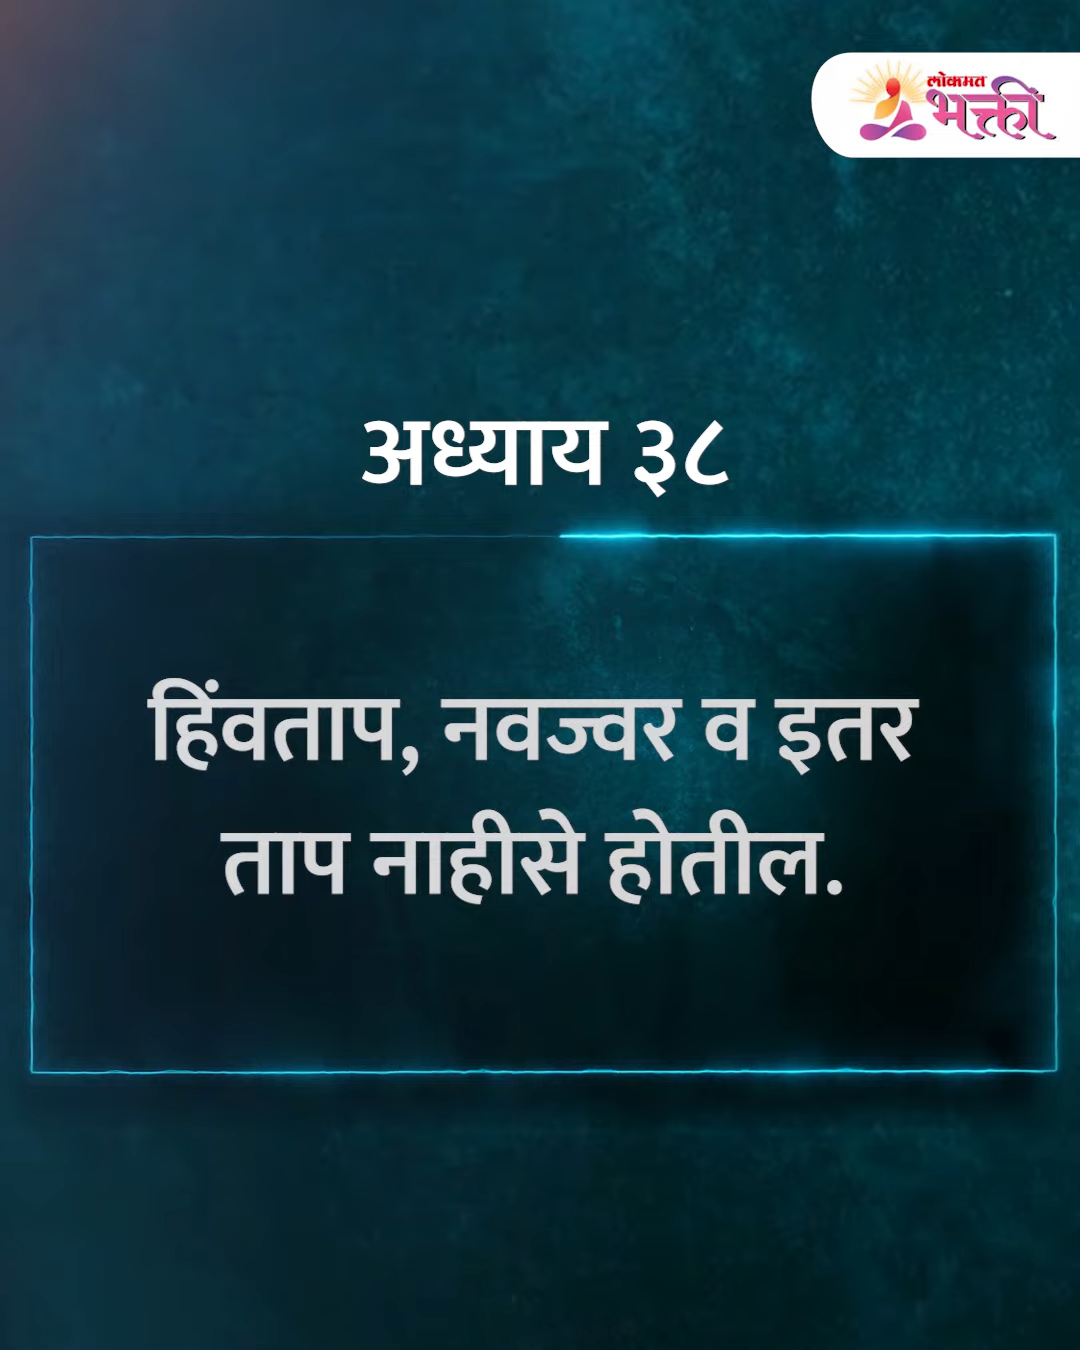 लोकमत
भक्ती
अध्याय ३८
हिंवताप, नवज्वर व इतर
ताप नाहीसे होतील.